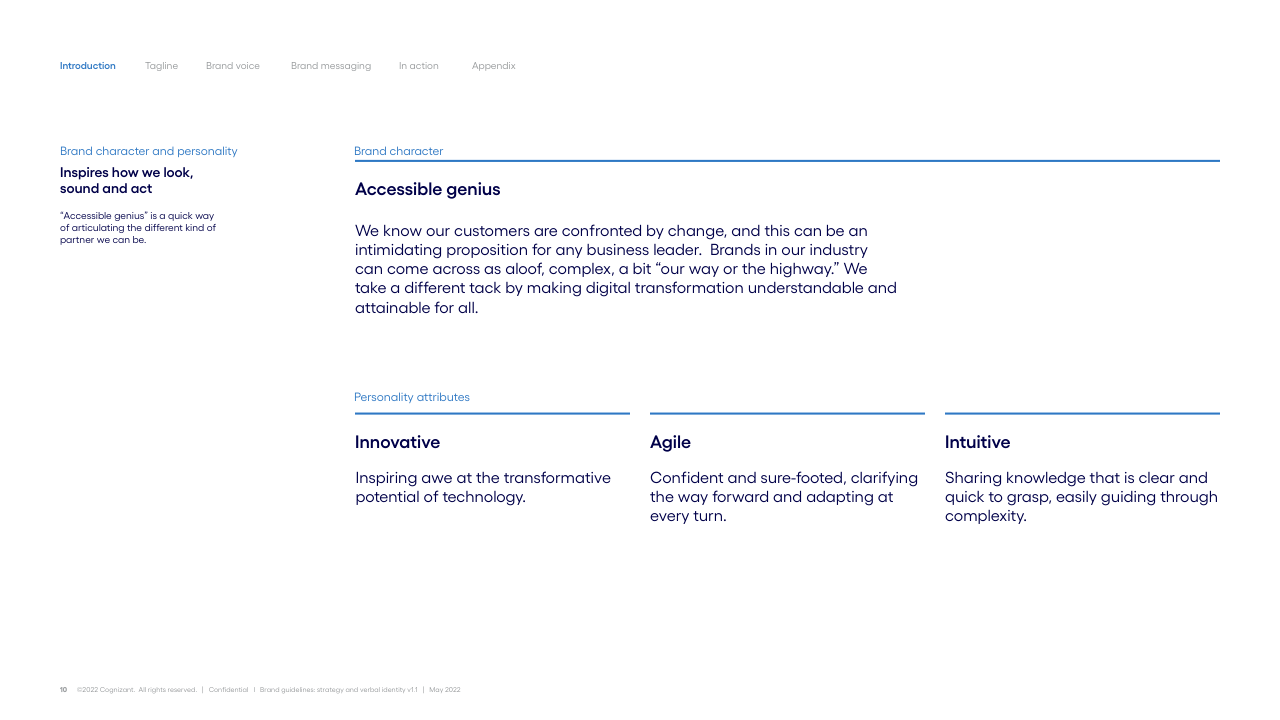 Introduction Tagline Brand voice Brand messaging In action Appendix
Brand character and personality
Inspires how we look,
sound and act
“Accessible genius” is a quick way
of articulating the different kind of
partner we can be.
Brand character
Accessible genius
We know our customers are confronted by change, and this can be an
intimidating proposition for any business leader.  Brands in our industry
can come across as aloof, complex, a bit “our way or the highway.” We
take a different tack by making digital transformation understandable and
attainable for all.
Personality attributes
Innovative
Inspiring awe at the transformative
potential of technology.
Agile
Confident and sure-footed, clarifying
the way forward and adapting at
every turn.
Intuitive
Sharing knowledge that is clear and
quick to grasp, easily guiding through
complexity.
10 ©2022 Cognizant. All rights reserved. | Confidential | Brand guidelines: strategy and verbal identity v1.1 | May 2022